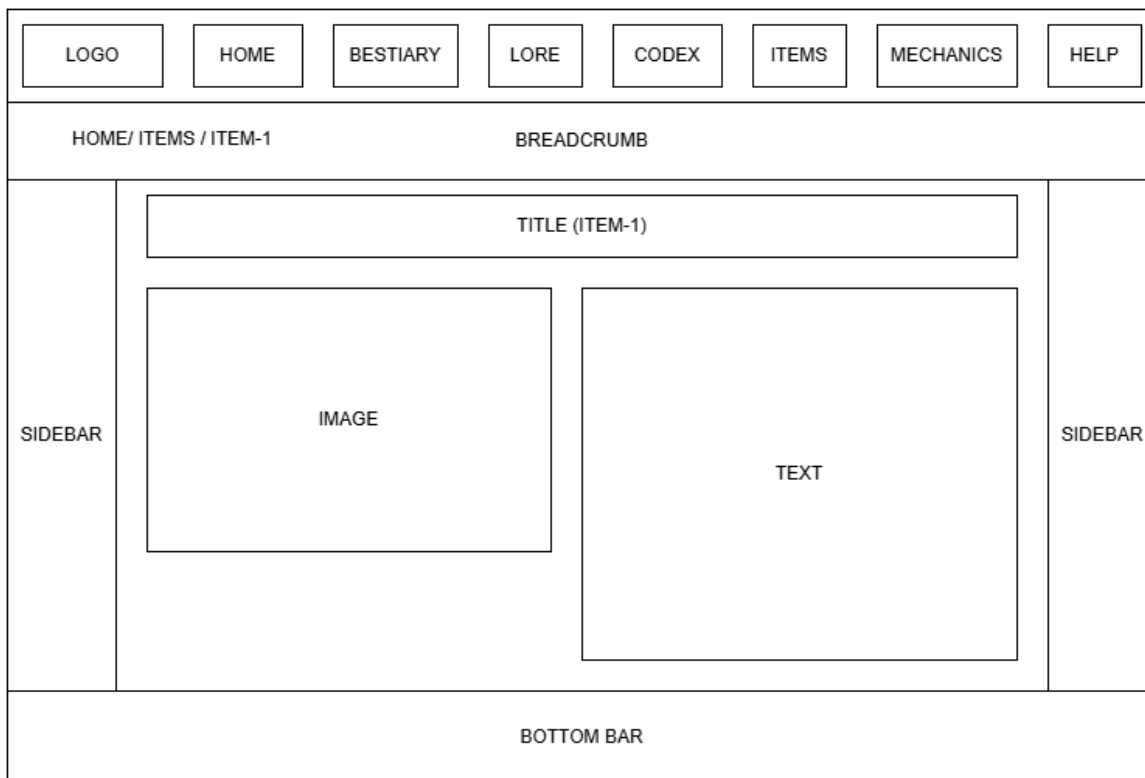 LOGO
HOME
BESTIARY
LORE
CODEX
ITEMS
MECHANICS
HELP
HOME/ ITEMS / ITEM-1
BREADCRUMB
TITLE (ITEM-1)
SIDEBAR
IMAGE
TEXT
SIDEBAR
BOTTOM BAR